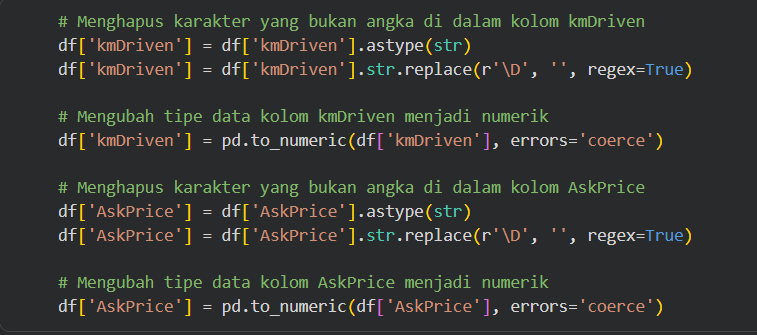 # Menghapus karakter yang bukan angka di dalam kolom kmDriven
df['kmDriven'] = df['kmDriven'].astype(str)
df['kmDriven'] = df['kmDriven'].str.replace(r'\D', '', regex=True)
# Mengubah tipe data kolom kmDriven menjadi numerik
df['kmDriven'] = pd.to_numeric(df['kmDriven'], errors='coerce')
# Menghapus karakter yang bukan angka di dalam kolom AskPrice
df['AskPrice'] = df['AskPrice'].astype(str)
df['AskPrice'] = df['AskPrice'].str.replace(r'\D', '', regex=True)
# Mengubah tipe data kolom AskPrice menjadi numerik
df['AskPrice'] = pd.to_numeric(df['AskPrice'], errors='coerce')